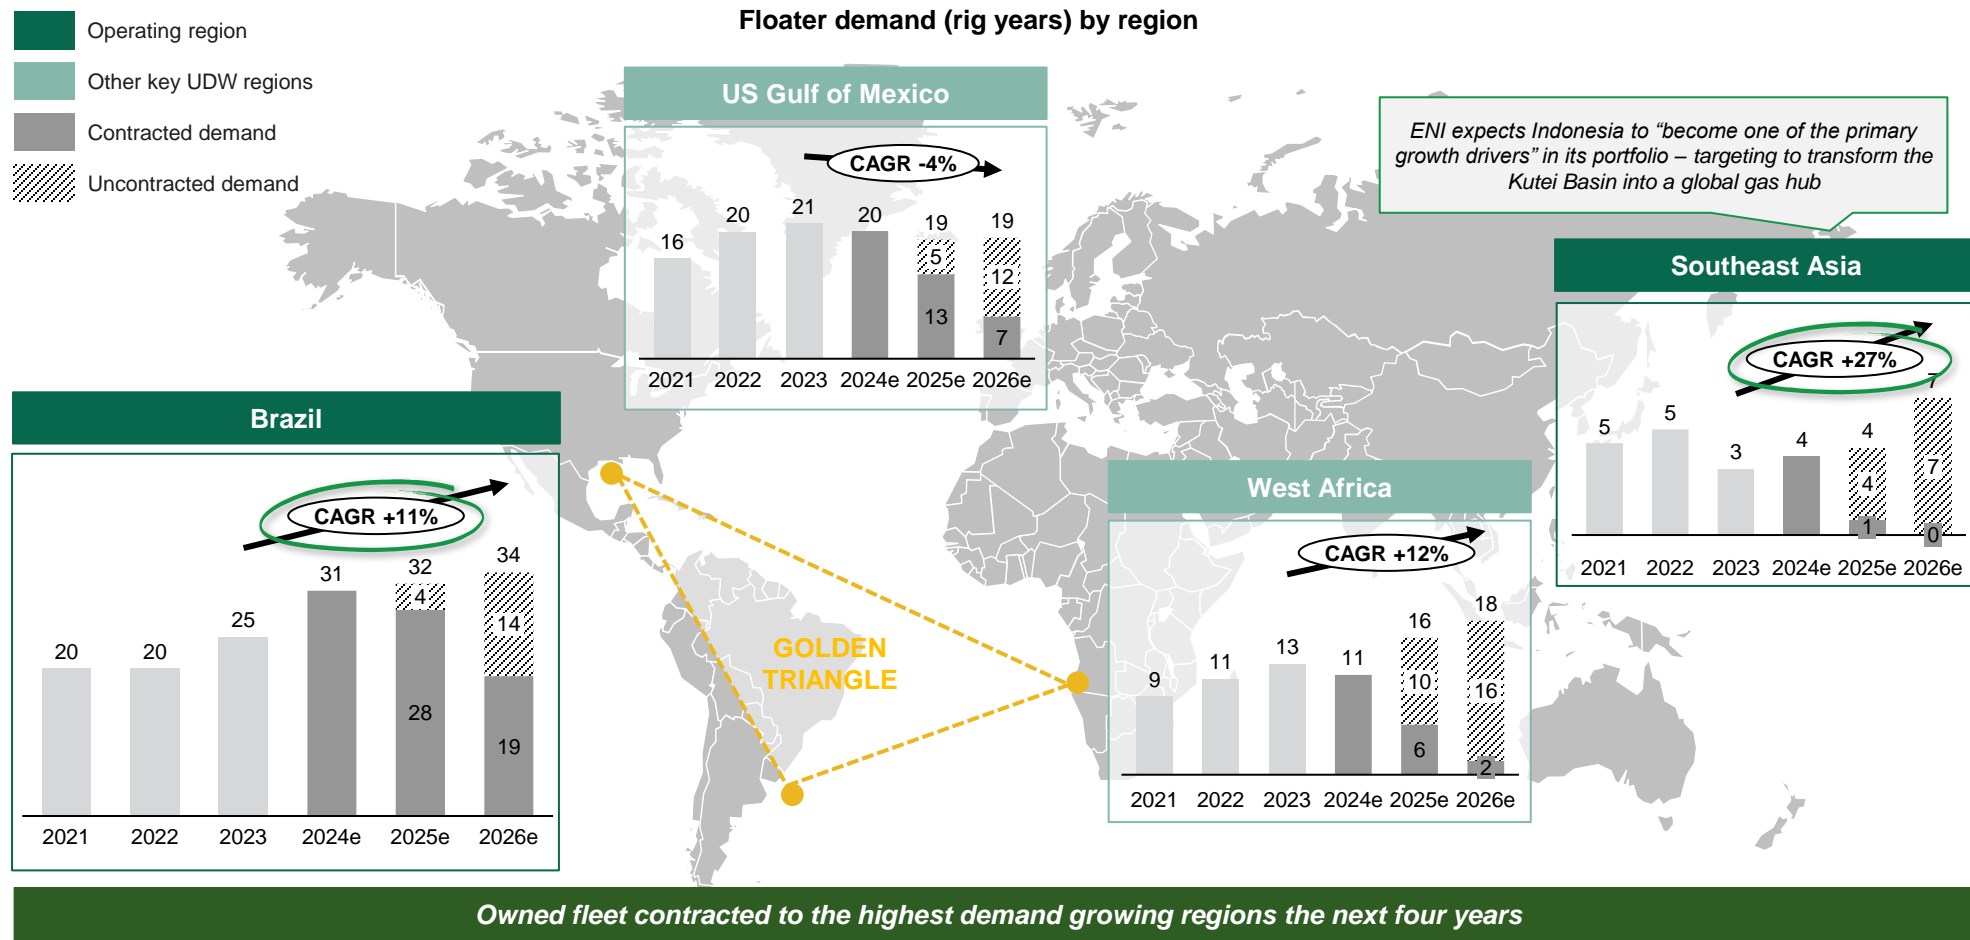 Floater demand (rig years) by region
Operating region
Other key UDW regions
Contracted demand
Uncontracted demand
US Gulf of Mexico
CAGR -4%
16
20
21
20
19
19
5
12
13
7
2021 2022 2023 2024e 2025e 2026e
ENI expects Indonesia to “become one of the primary
growth drivers” in its portfolio – targeting to transform the
Kutei Basin into a global gas hub
Southeast Asia
CAGR +27%
5
5
3
4
4
7
4
7
1
0
2021 2022 2023 2024e 2025e 2026e
Brazil
CAGR +11%
20
20
25
31
32
34
4
14
28
19
2021 2022 2023 2024e 2025e 2026e
GOLDEN
TRIANGLE
West Africa
CAGR +12%
9
11
13
11
16
18
10
16
6
2
2021 2022 2023 2024e 2025e 2026e
Owned fleet contracted to the highest demand growing regions the next four years